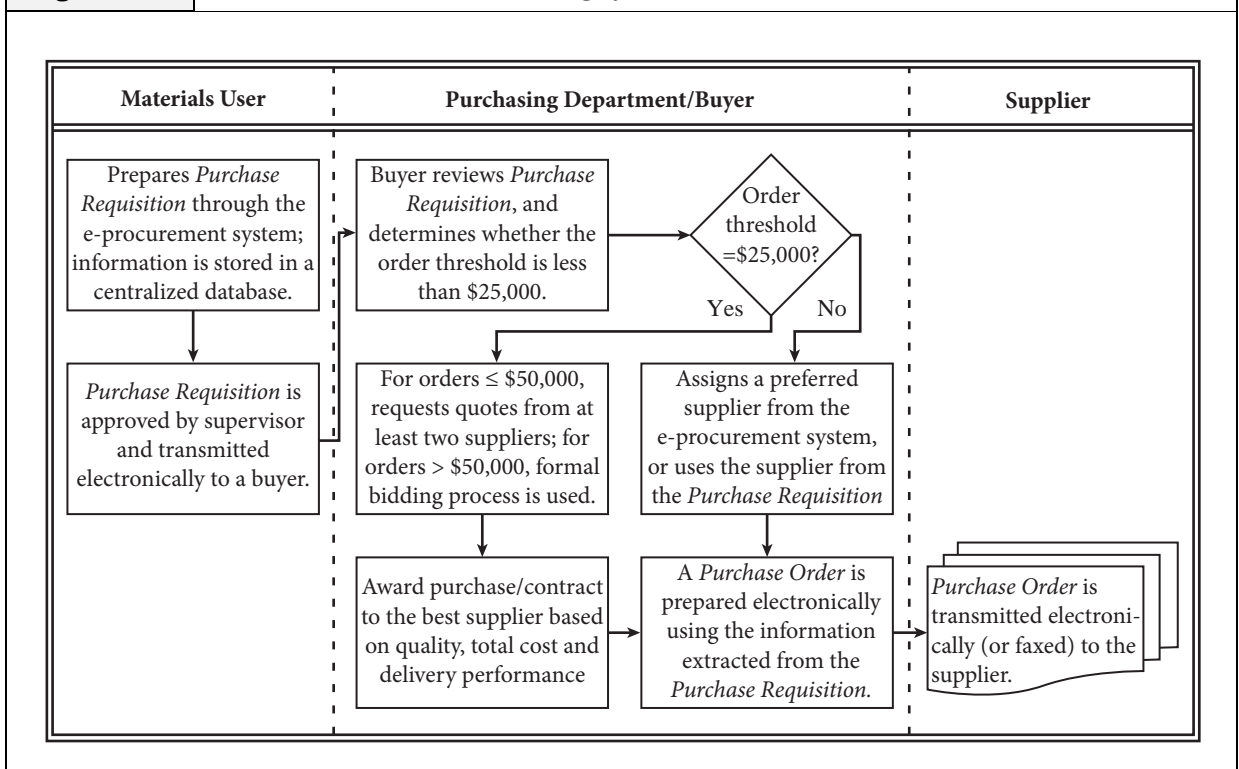 Materials User
Purchasing Department/Buyer
Supplier
Prepares Purchase
Requisition through the
e-procurement system;
information is stored in a
centralized database.
Purchase Requisition is
approved by supervisor
and transmitted
electronically to a buyer.
Buyer reviews Purchase
Requisition, and
determines whether the
order threshold is less
than $25,000.
Order
threshold
=$25,000?
Yes
No
For orders ≤ $50,000,
requests quotes from at
least two suppliers; for
orders > $50,000, formal
bidding process is used.
Assigns a preferred
supplier from the
e-procurement system,
or uses the supplier from
the Purchase Requisition
Award purchase/contract
to the best supplier based
on quality, total cost and
delivery performance
A Purchase Order is
prepared electronically
using the information
extracted from the
Purchase Requisition.
Purchase Order is
transmitted electroni-
cally (or faxed) to the
supplier.